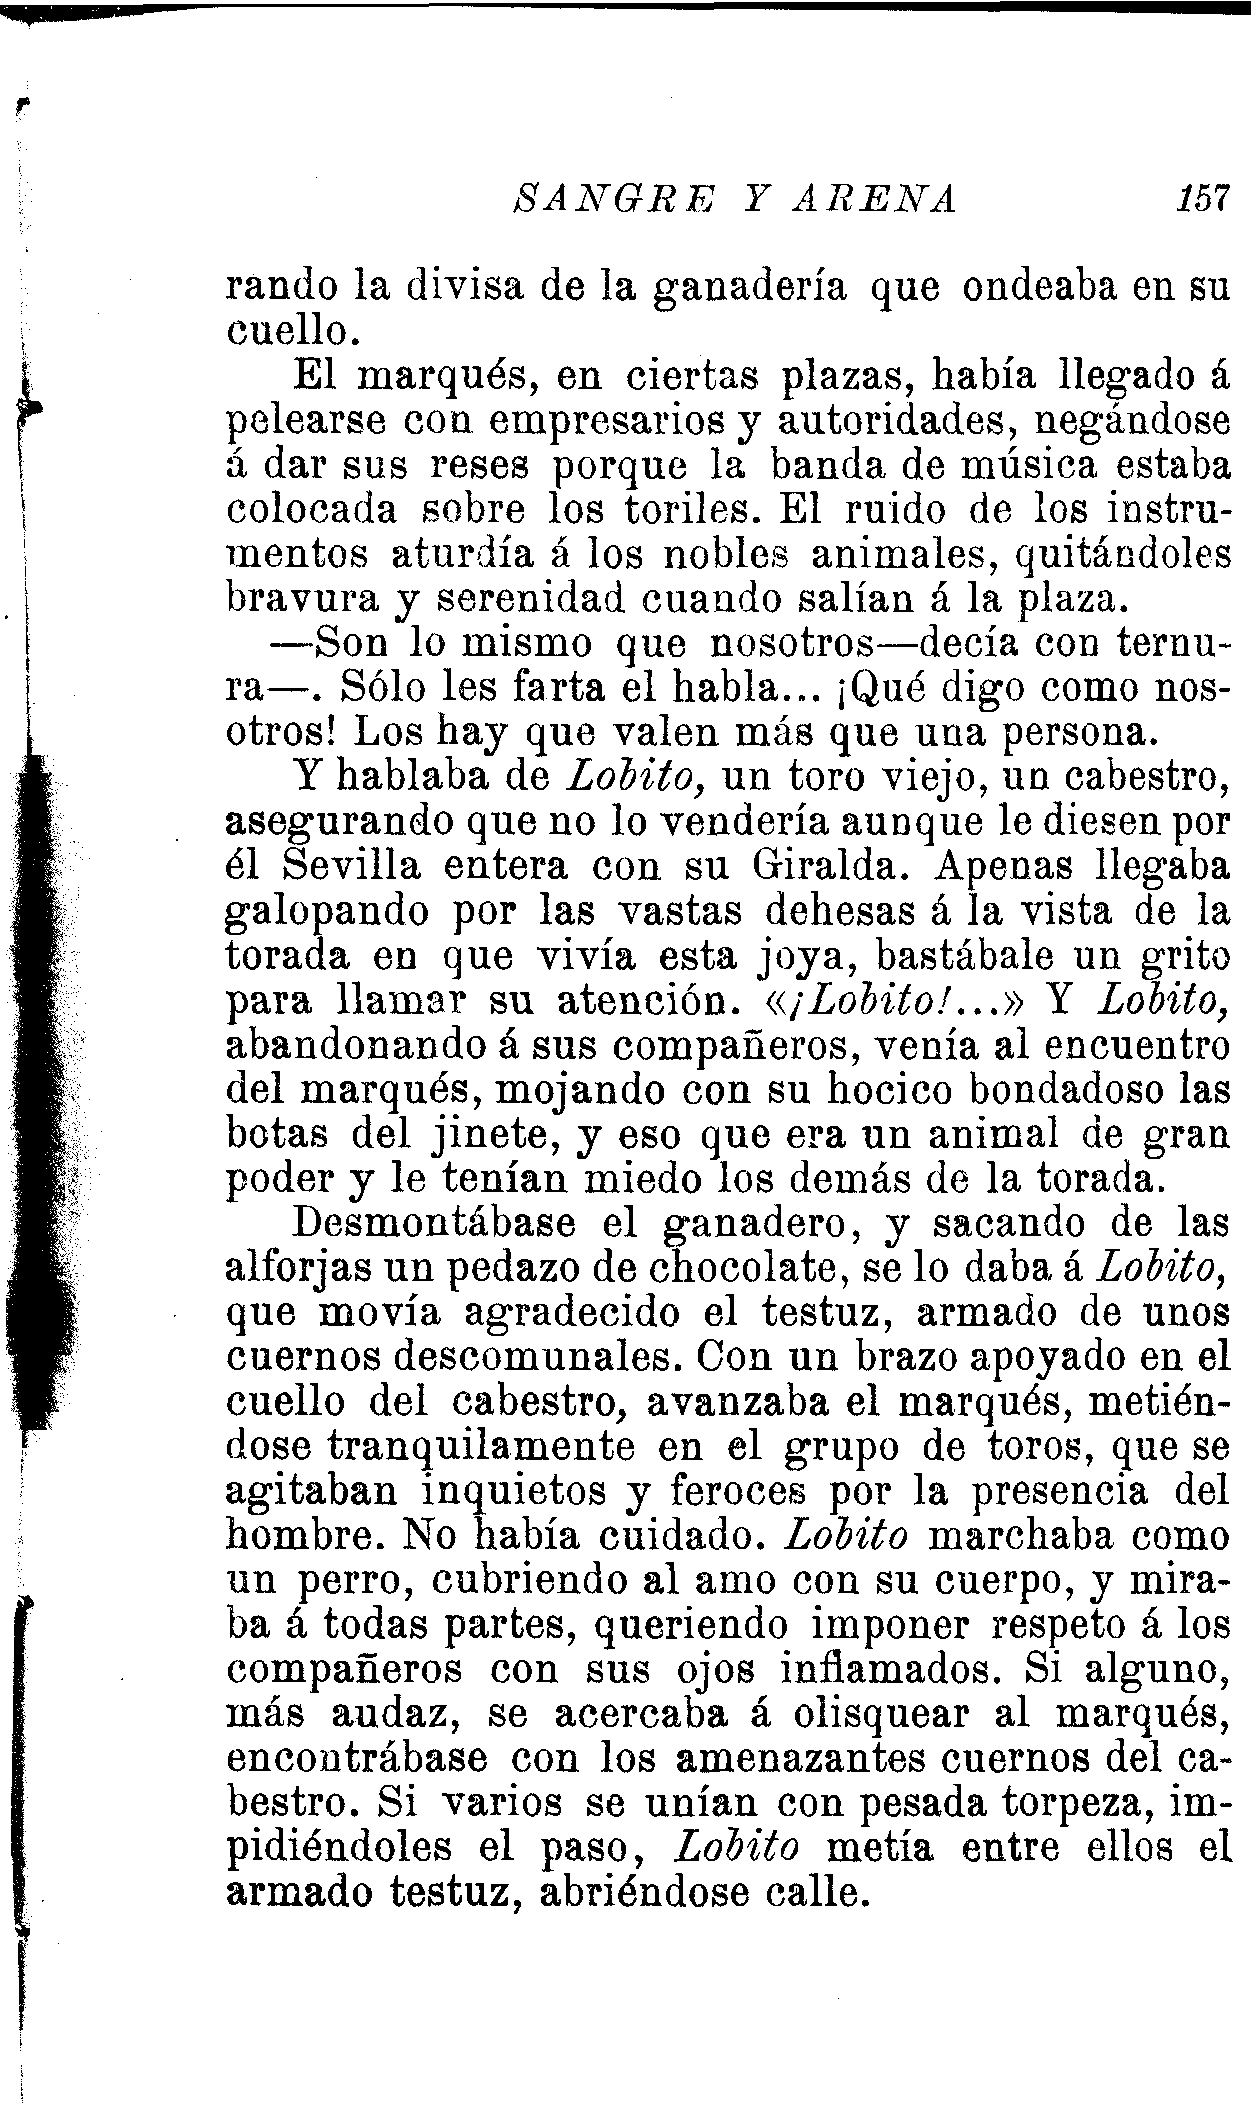 SANGRE Y ARENA 157
rando la divisa de la ganadería que ondeaba en su
cuello.
El marqués, en ciertas plazas, había llegado á
pelearse con empresarios y autoridades, negándose
á dar sus reses porque la banda de música estaba
colocada sobre los toriles. El ruido de los instru-
mentos aturdía á los nobles animales, quitándoles
bravura y serenidad cuando salían á la plaza.
—Son lo mismo que nosotros—decía con ternu-
ra—. Sólo les farta el habla... ¡Qué digo como nos-
otros! Los hay que valen más que una persona.
Y hablaba de Lobito, un toro viejo, un cabestro,
asegurando que no lo vendería aunque le diesen por
él Sevilla entera con su Giralda. Apenas llegaba
galopando por las vastas dehesas á la vista de la
torada en que vivía esta joya, bastábale un grito
para llamar su atención. «¡Lobito!...» Y Lobito,
abandonando á sus compañeros, venía al encuentro
del marqués, mojando con su hocico bondadoso las
botas del jinete, y eso que era un animal de gran
poder y le tenían miedo los demás de la torada.
Desmontábase el ganadero, y sacando de las
alforjas un pedazo de chocolate, se lo daba á Lobito,
que movía agradecido el testuz, armado de unos
cuernos descomunales. Con un brazo apoyado en el
cuello del cabestro, avanzaba el marqués, metién-
dose tranquilamente en el grupo de toros, que se
agitaban inquietos y feroces por la presencia del
hombre. No había cuidado. Lobito marchaba como
un perro, cubriendo al amo con su cuerpo, y mira-
ba á todas partes, queriendo imponer respeto á los
compañeros con sus ojos inflamados. Si alguno,
más audaz, se acercaba á olisquear al marqués,
encontrábase con los amenazantes cuernos del ca-
bestro. Si varios se unían con pesada torpeza, im-
pidiéndoles el paso, Lobito metía entre ellos el
armado testuz, abriéndose calle.